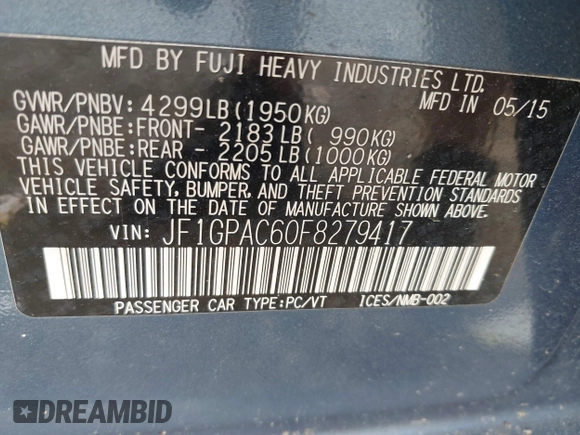 MFD BY FUJI HEAVY INDUSTRIES LTD.
GVWR/PNBV: 4299LB (1950KG) MFD IN 05/15
GAWR/PNBE:FRONT- 2183LB( 990KG)
GAWR/PNBE:REAR - 2205LB(1000KG)
THIS VEHICLE CONFORMS TO ALL APPLICABLE FEDERAL MOTOR
VEHICLE SAFETY, BUMPER, AND THEFT PREVENTION STANDARDS
IN EFFECT ON THE DATE OF MANUFACTURE SHOWN ABOVE.
VIN: JF1GPAC60F8279417
PASSENGER CAR TYPE:PC/VT ICES/NMB-002
DREAMBID